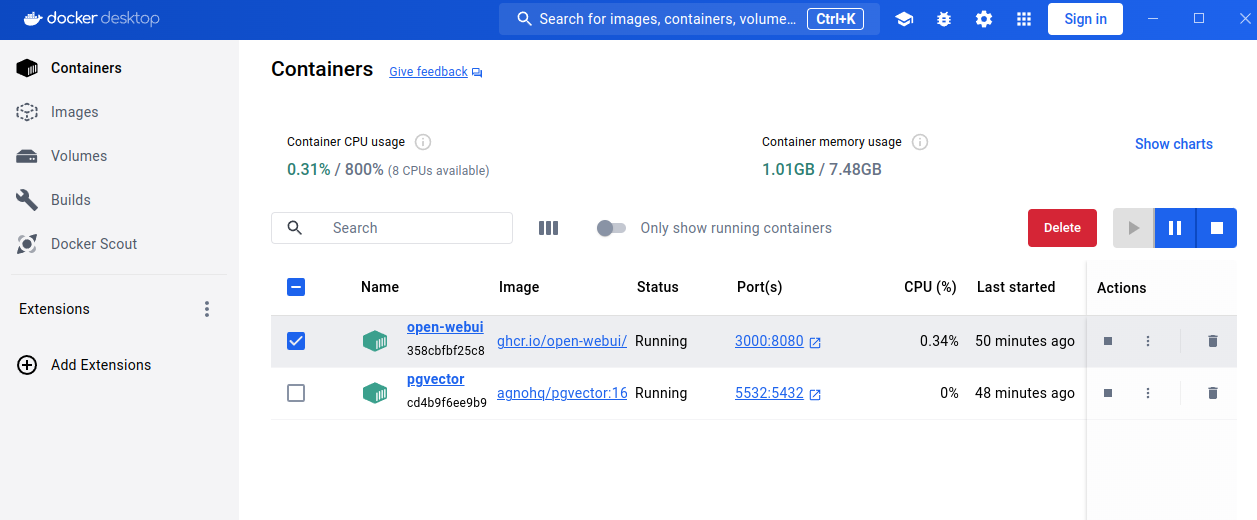 docker desktop
Search for images, containers, volume... Ctrl+K
Sign in
Containers
Images
Volumes
Builds
Docker Scout
Extensions
Add Extensions
Containers Give feedback
Container CPU usage
0.31% / 800% (8 CPUs available)
Container memory usage
1.01GB / 7.48GB
Show charts
Search
Only show running containers
Delete
Name Image Status Port(s) CPU (%) Last started Actions
open-webui
358cbfbf25c8
ghcr.io/open-webui/ Running 3000:8080 0.34% 50 minutes ago
pgvector
cd4b9f6ee9b9
agnohq/pgvector:16 Running 5532:5432 0% 48 minutes ago